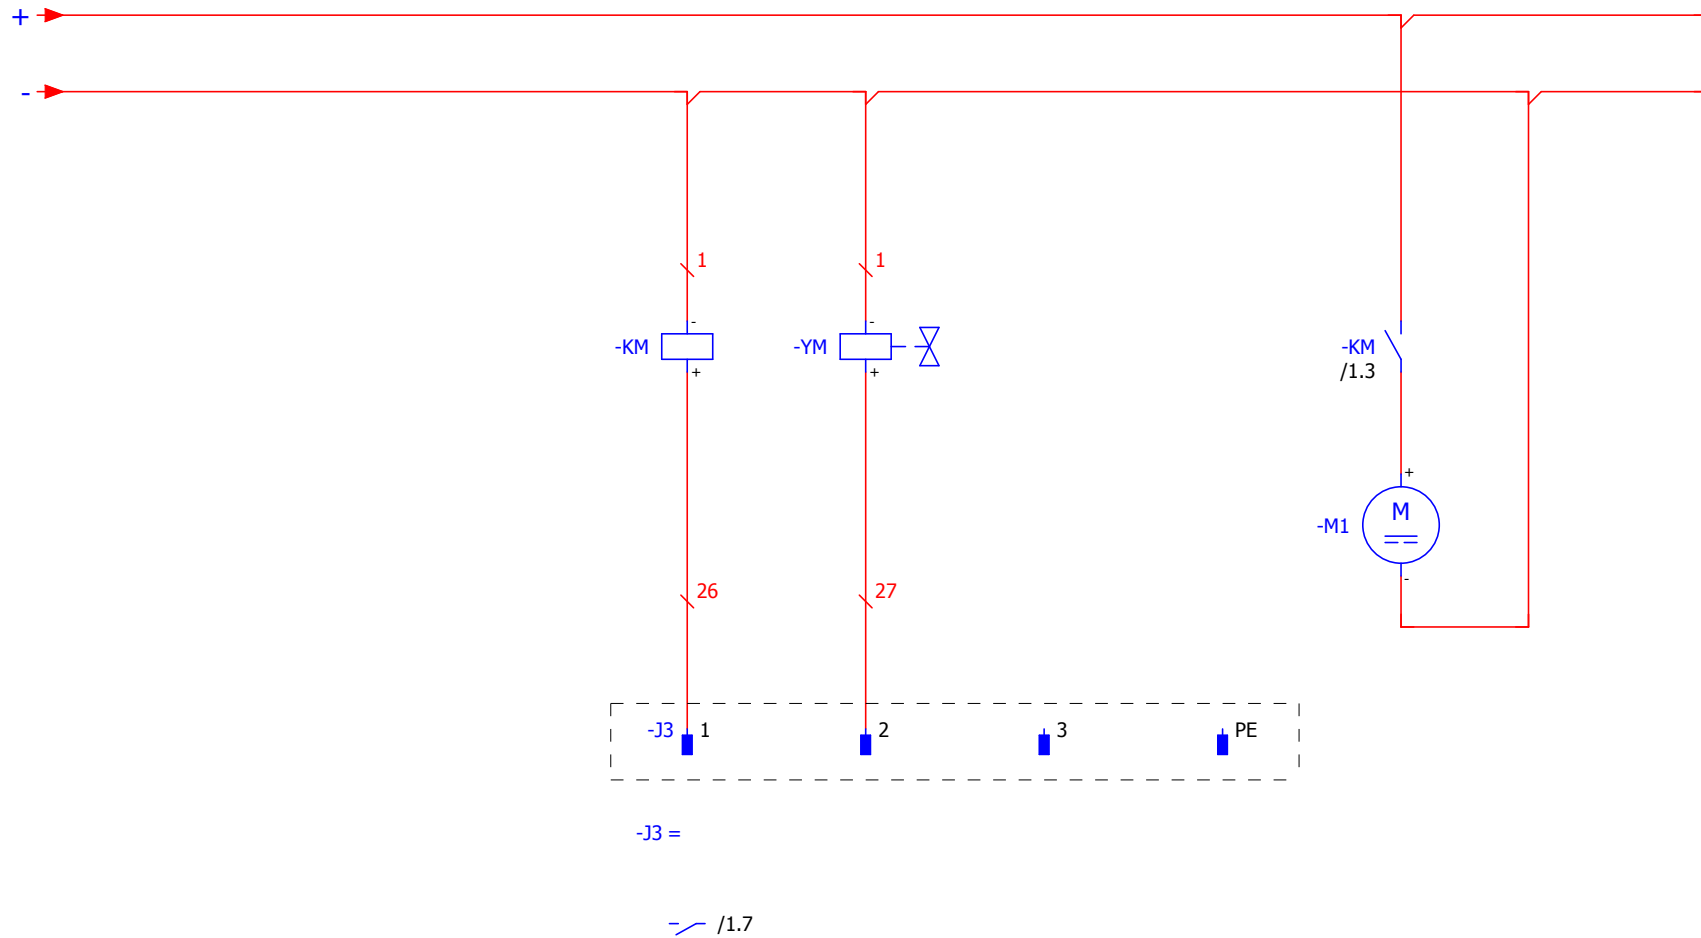 +
-
1
1
-
-
-KM
-YM
-KM
/1.3
+
+
+
M
-M1
-
26
27
-J3
1
2
3
PE
-J3 =
/1.7